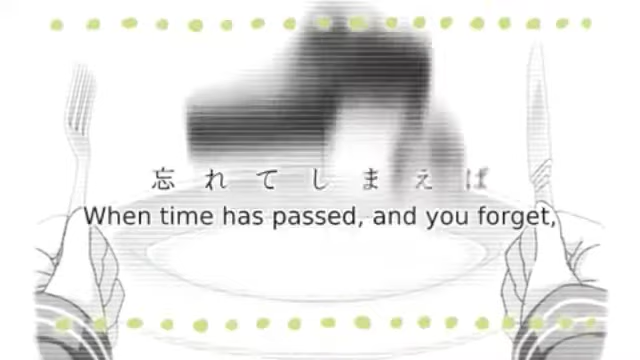 忘れてしまえば
When time has passed, and you forget,